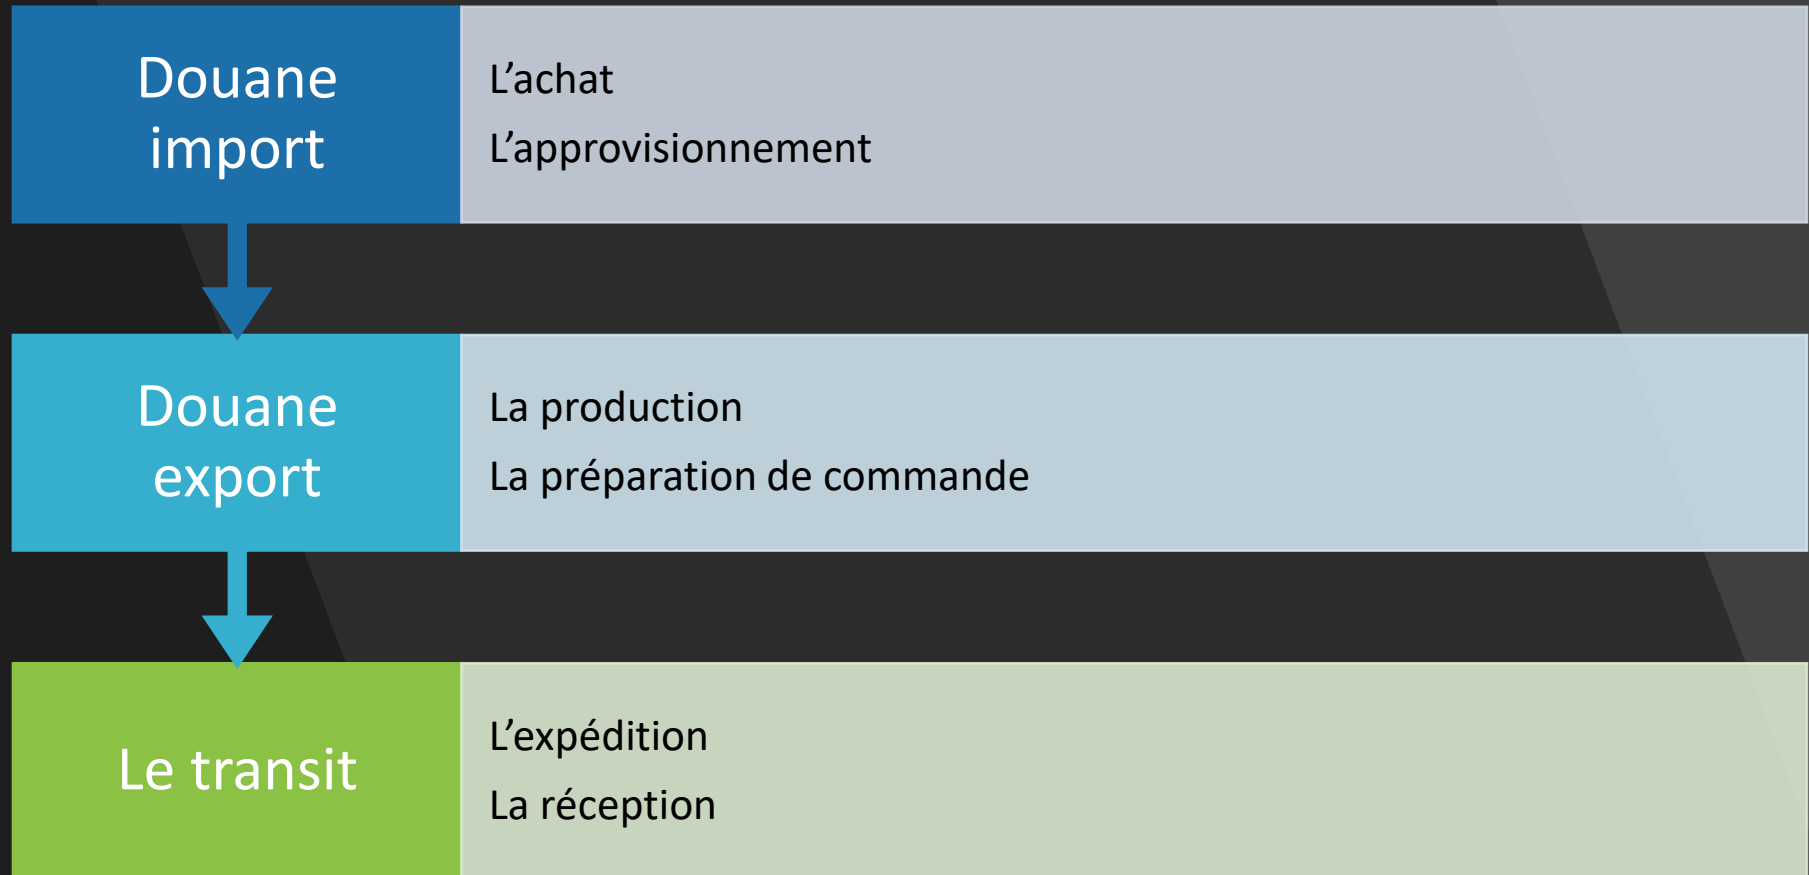 Douane
import
L’achat
L’approvisionnement
Douane
export
La production
La préparation de commande
Le transit
L’expédition
La réception